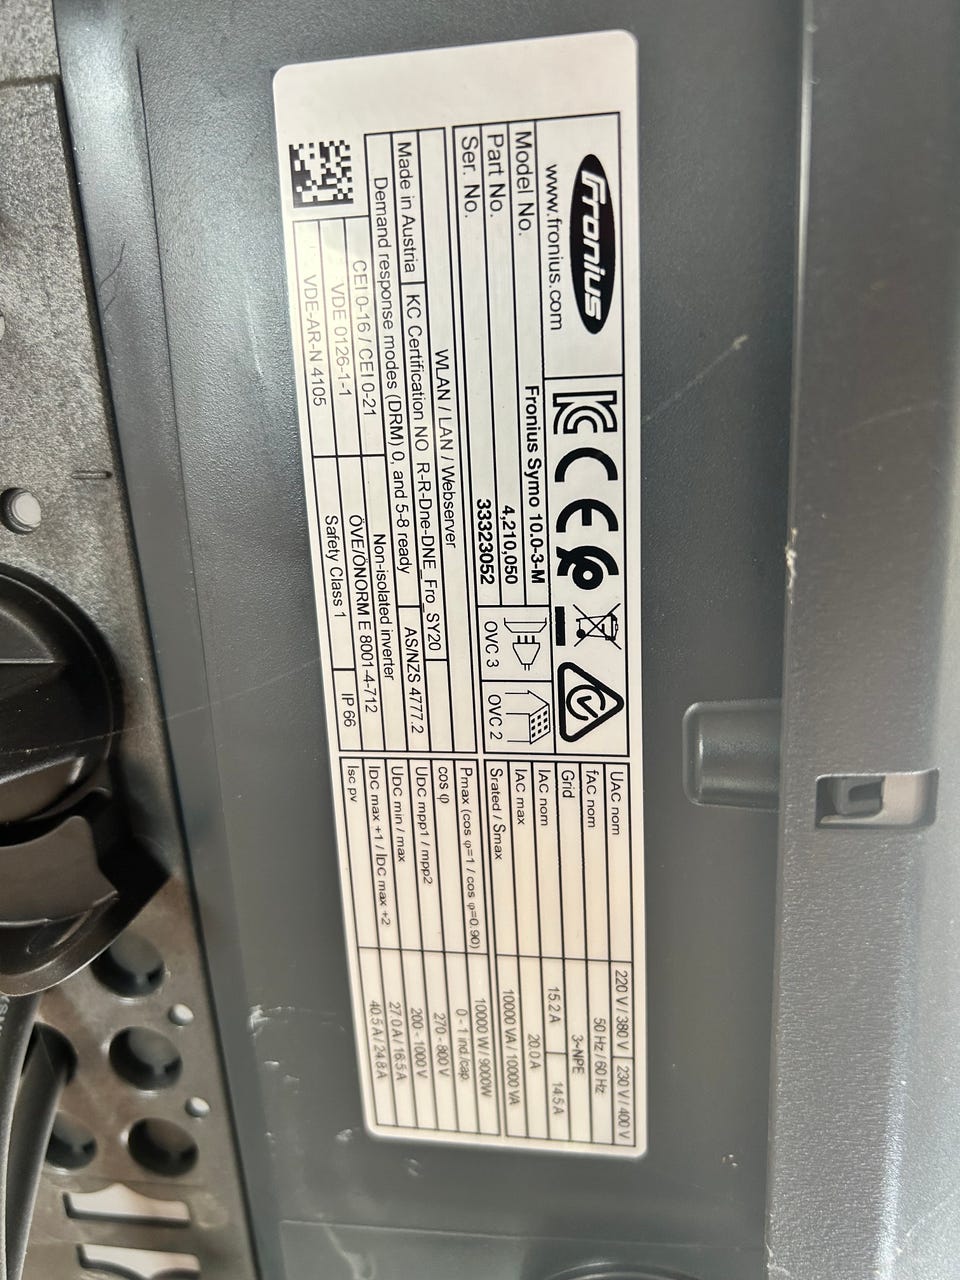 Fronius
www.fronius.com
Model No. Fronius Symo 10.0-3-M
Part No. 4,210,050
Ser. No. 33323052
OVC 3 OVC 2
WLAN / LAN / Webserver
Made in Austria KC Certification NO R-R-Dne-DNE_Fro_SY20
Demand response modes (DRM) 0, and 5-8 ready AS/NZS 4777.2
CEI 0-16 / CEI 0-21 Non-isolated inverter
VDE 0126-1-1 ÖVE/ÖNORM E 8001-4-712
VDE-AR-N 4105 Safety Class 1 IP 66
UAC nom 220 V / 380 V 230 V / 400 V
fAC nom 50 Hz / 60 Hz
Grid 3~NPE
IAC nom 15.2 A 14.5 A
IAC max 20.0 A
Srated / Smax 10000 VA / 10000 VA
Pmax (cos φ=1 / cos φ=0.90) 10000 W / 9000W
cos φ 0 - 1 ind./cap
UDC mpp1 / mpp2 270 - 800 V
UDC min / max 200 - 1000 V
IDC max +1 / IDC max +2 27.0 A / 16.5 A
Isc pv 40.5 A / 24.8 A